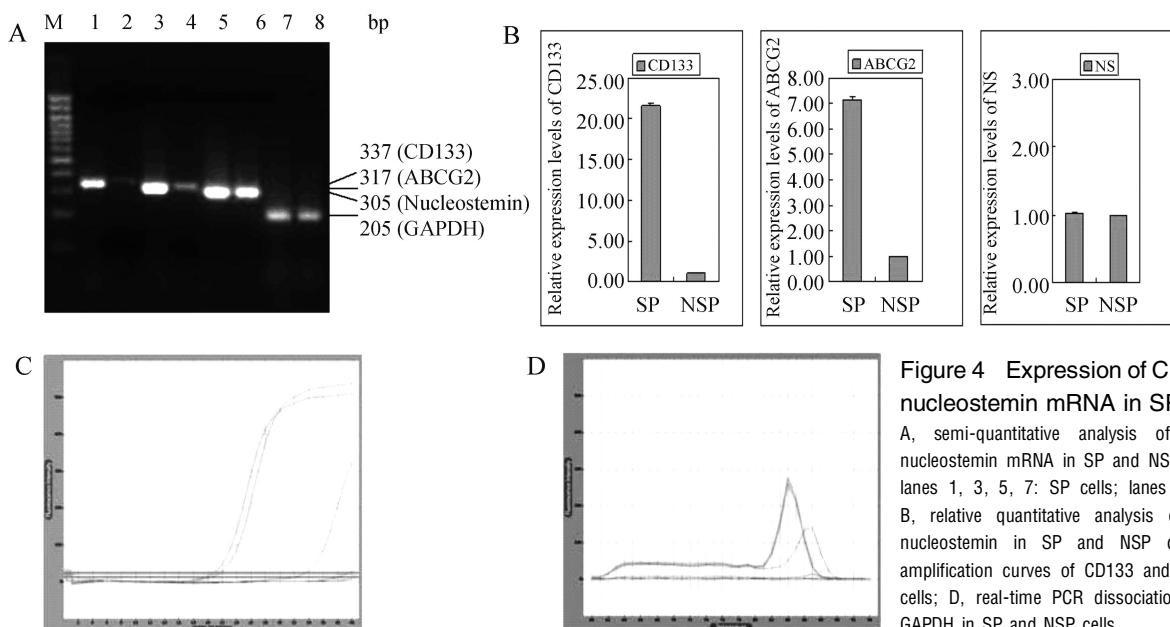 A
M 1 2 3 4 5 6 7 8 bp
337 (CD133)
317 (ABCG2)
305 (Nucleostemin)
205 (GAPDH)
B
Relative expression levels of CD133
CD133
25.00
20.00
15.00
10.00
5.00
0.00
SP NSP
Relative expression levels of ABCG2
ABCG2
8.00
7.00
6.00
5.00
4.00
3.00
2.00
1.00
0.00
SP NSP
Relative expression levels of NS
NS
3.00
2.00
1.00
0.00
SP NSP
C
D
Figure 4 Expression of C
nucleostemin mRNA in SP
A, semi-quantitative analysis of
nucleostemin mRNA in SP and NS
lanes 1, 3, 5, 7: SP cells; lanes
B, relative quantitative analysis
nucleostemin in SP and NSP
amplification curves of CD133 and
cells; D, real-time PCR dissociation
GAPDH in SP and NSP cells